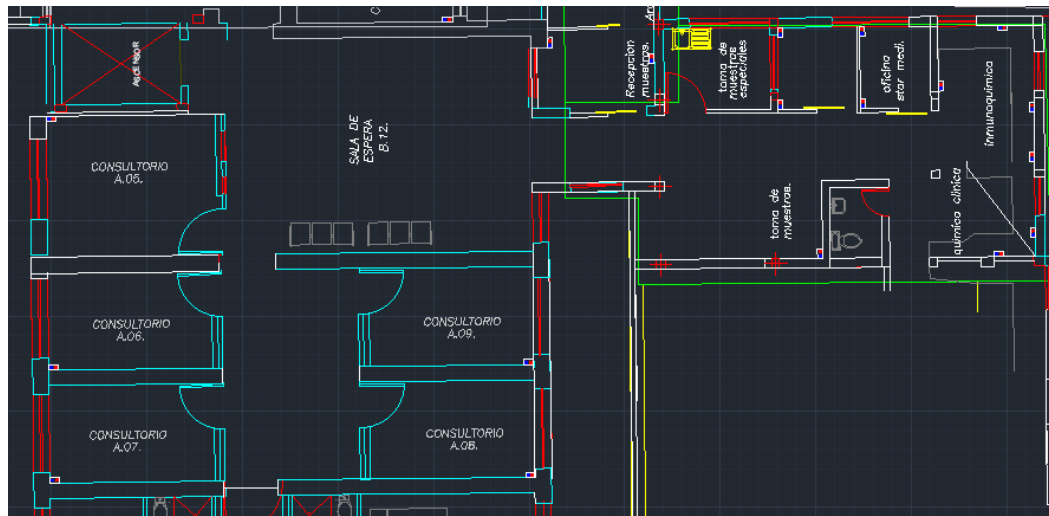 ASCENSOR
CONSULTORIO
A.05.
SALA DE
ESPERA
B.12.
Recepcion
muestros.
toma de
muestras
especiales
oficina
star medi.
inmunoquimica
quimica clinica
toma de
muestras.
CONSULTORIO
A.06.
CONSULTORIO
A.09.
CONSULTORIO
A.07.
CONSULTORIO
A.08.